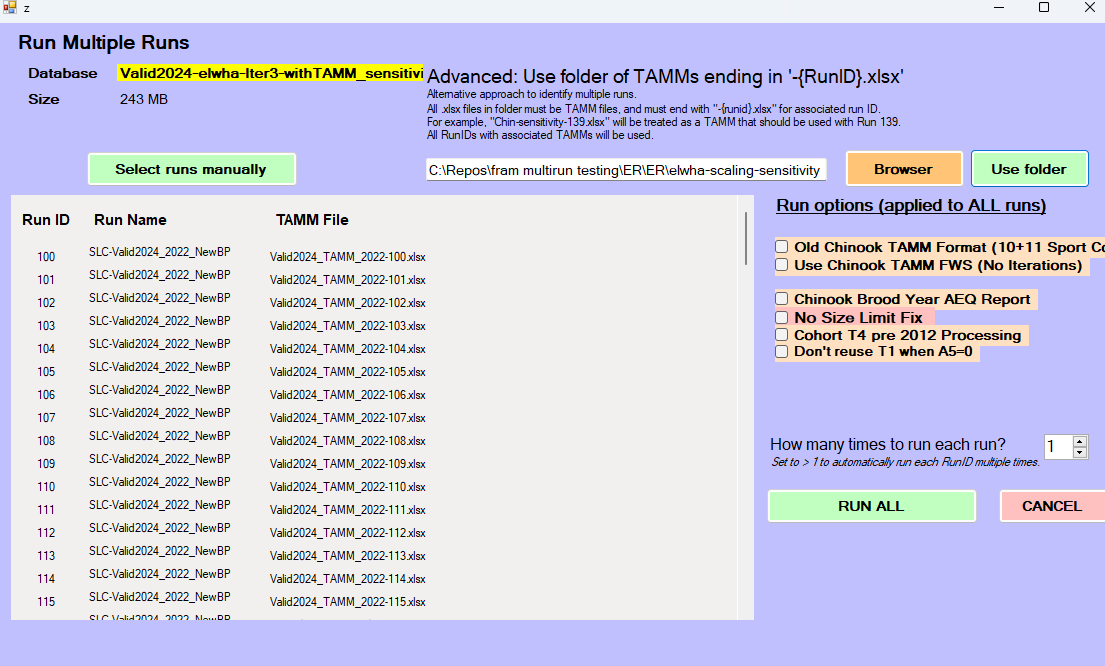 z
Run Multiple Runs
Database Valid2024-elwha-Iter3-withTAMM_sensitivi
Size 243 MB
Advanced: Use folder of TAMMs ending in '-{RunID}.xlsx'
Alternative approach to identify multiple runs.
All .xlsx files in folder must be TAMM files, and must end with "-{runid}.xlsx" for associated run ID.
For example, "Chin-sensitivity-139.xlsx" will be treated as a TAMM that should be used with Run 139.
All RunIDs with associated TAMMs will be used.
Select runs manually
C:\Repos\fram multirun testing\ER\ER\elwha-scaling-sensitivity
Browser
Use folder
Run ID Run Name TAMM File
100 SLC-Valid2024_2022_NewBP Valid2024_TAMM_2022-100.xlsx
101 SLC-Valid2024_2022_NewBP Valid2024_TAMM_2022-101.xlsx
102 SLC-Valid2024_2022_NewBP Valid2024_TAMM_2022-102.xlsx
103 SLC-Valid2024_2022_NewBP Valid2024_TAMM_2022-103.xlsx
104 SLC-Valid2024_2022_NewBP Valid2024_TAMM_2022-104.xlsx
105 SLC-Valid2024_2022_NewBP Valid2024_TAMM_2022-105.xlsx
106 SLC-Valid2024_2022_NewBP Valid2024_TAMM_2022-106.xlsx
107 SLC-Valid2024_2022_NewBP Valid2024_TAMM_2022-107.xlsx
108 SLC-Valid2024_2022_NewBP Valid2024_TAMM_2022-108.xlsx
109 SLC-Valid2024_2022_NewBP Valid2024_TAMM_2022-109.xlsx
110 SLC-Valid2024_2022_NewBP Valid2024_TAMM_2022-110.xlsx
111 SLC-Valid2024_2022_NewBP Valid2024_TAMM_2022-111.xlsx
112 SLC-Valid2024_2022_NewBP Valid2024_TAMM_2022-112.xlsx
113 SLC-Valid2024_2022_NewBP Valid2024_TAMM_2022-113.xlsx
114 SLC-Valid2024_2022_NewBP Valid2024_TAMM_2022-114.xlsx
115 SLC-Valid2024_2022_NewBP Valid2024_TAMM_2022-115.xlsx
SLC-Valid2024_2022_NewBP
Run options (applied to ALL runs)
Old Chinook TAMM Format (10+11 Sport Co
Use Chinook TAMM FWS (No Iterations)
Chinook Brood Year AEQ Report
No Size Limit Fix
Cohort T4 pre 2012 Processing
Don't reuse T1 when A5=0
How many times to run each run? 1
Set to > 1 to automatically run each RunID multiple times.
RUN ALL
CANCEL